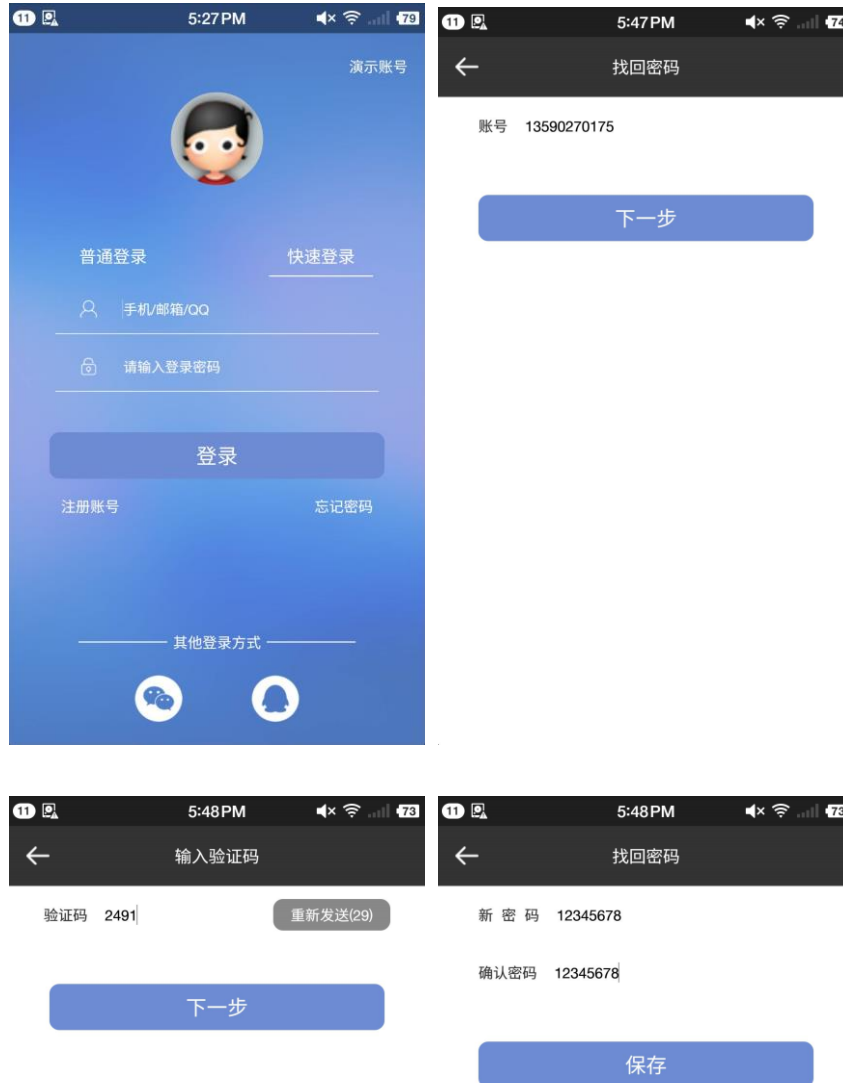 11 5:27PM 79
演示账号
普通登录 快速登录
手机/邮箱/QQ
请输入登录密码
登录
注册账号 忘记密码
其他登录方式
11 5:47PM 74
找回密码
账号 13590270175
下一步
11 5:48PM 73
输入验证码
验证码 2491 重新发送(29)
下一步
11 5:48PM 73
找回密码
新 密 码 12345678
确认密码 12345678
保存